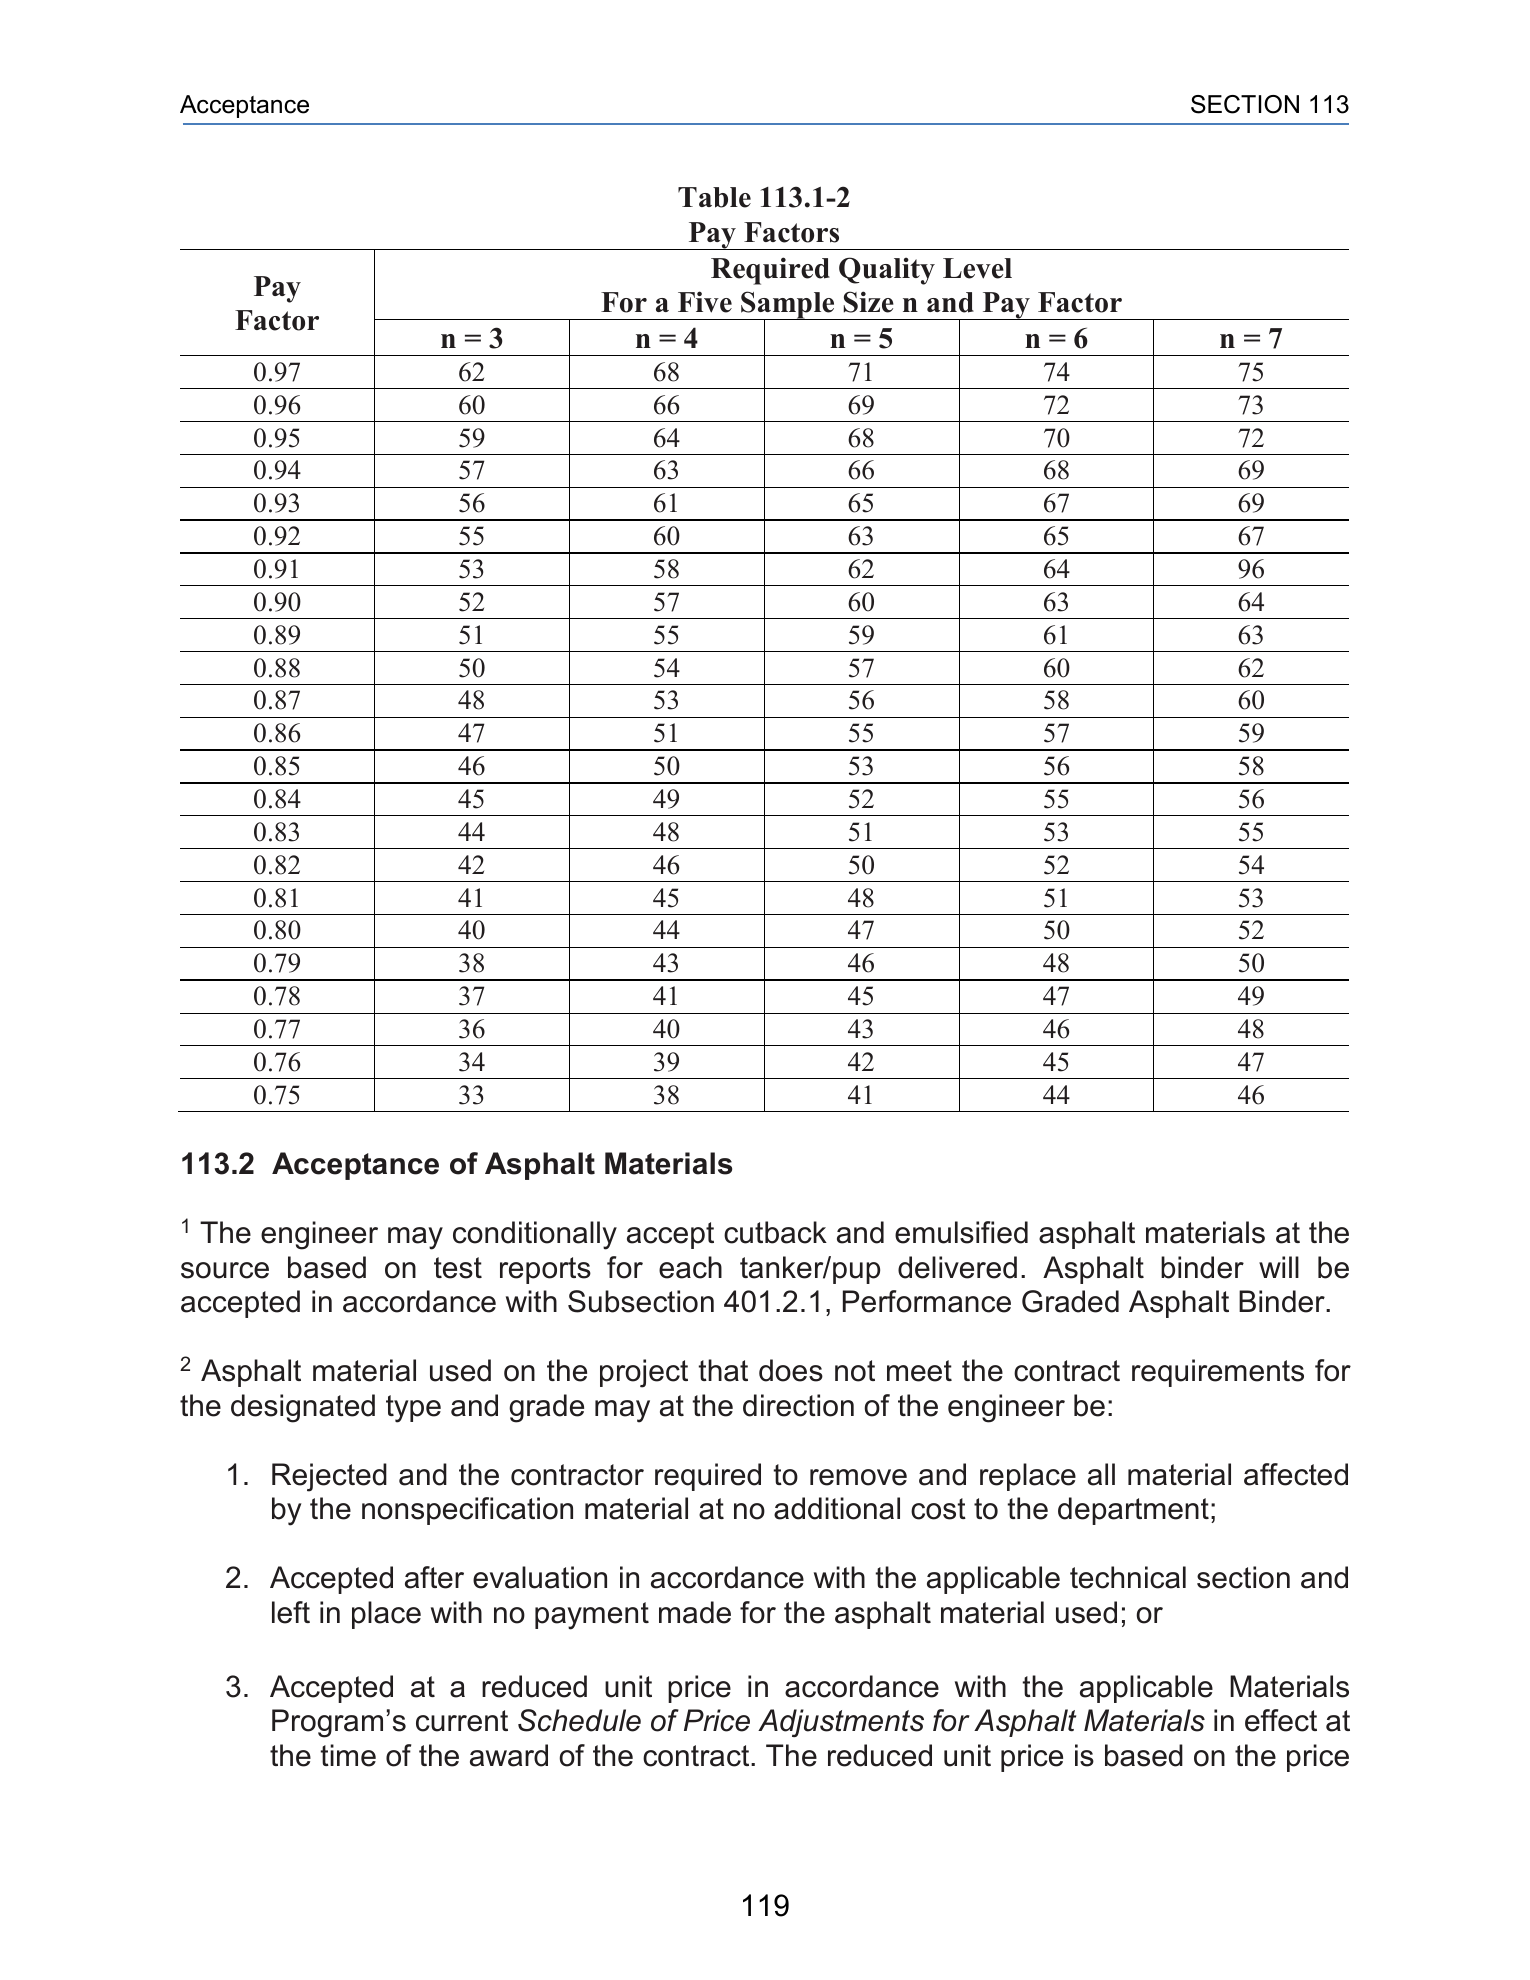 Acceptance SECTION 113
Table 113.1-2
Pay Factors
Pay Factor
Required Quality Level
For a Five Sample Size n and Pay Factor
n = 3 n = 4 n = 5 n = 6 n = 7
0.97 62 68 71 74 75
0.96 60 66 69 72 73
0.95 59 64 68 70 72
0.94 57 63 66 68 69
0.93 56 61 65 67 69
0.92 55 60 63 65 67
0.91 53 58 62 64 96
0.90 52 57 60 63 64
0.89 51 55 59 61 63
0.88 50 54 57 60 62
0.87 48 53 56 58 60
0.86 47 51 55 57 59
0.85 46 50 53 56 58
0.84 45 49 52 55 56
0.83 44 48 51 53 55
0.82 42 46 50 52 54
0.81 41 45 48 51 53
0.80 40 44 47 50 52
0.79 38 43 46 48 50
0.78 37 41 45 47 49
0.77 36 40 43 46 48
0.76 34 39 42 45 47
0.75 33 38 41 44 46
113.2 Acceptance of Asphalt Materials
1 The engineer may conditionally accept cutback and emulsified asphalt materials at the
source based on test reports for each tanker/pup delivered. Asphalt binder will be
accepted in accordance with Subsection 401.2.1, Performance Graded Asphalt Binder.
2 Asphalt material used on the project that does not meet the contract requirements for
the designated type and grade may at the direction of the engineer be:
1. Rejected and the contractor required to remove and replace all material affected
by the nonspecification material at no additional cost to the department;
2. Accepted after evaluation in accordance with the applicable technical section and
left in place with no payment made for the asphalt material used; or
3. Accepted at a reduced unit price in accordance with the applicable Materials
Program’s current Schedule of Price Adjustments for Asphalt Materials in effect at
the time of the award of the contract. The reduced unit price is based on the price
119